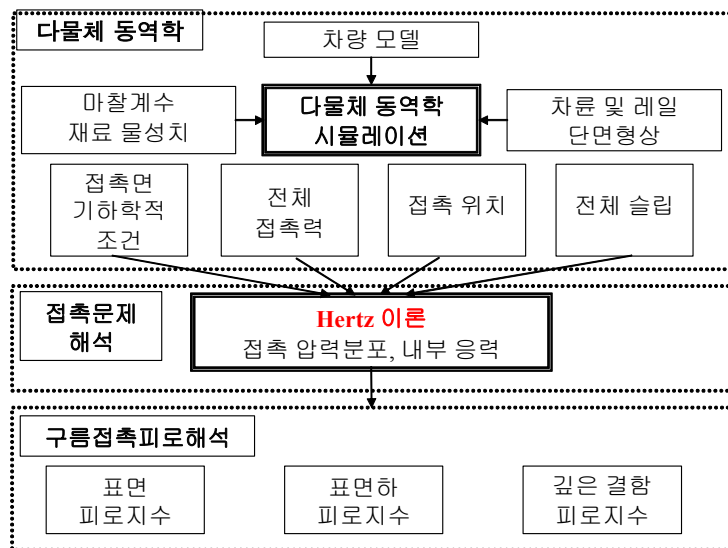 다물체 동역학
차량 모델
마찰계수
재료 물성치
다물체 동역학
시뮬레이션
차륜 및 레일
단면형상
접촉면
기하학적
조건
전체
접촉력
접촉 위치
전체 슬립
접촉문제
해석
Hertz 이론
접촉 압력분포, 내부 응력
구름접촉피로해석
표면
피로지수
표면하
피로지수
깊은 결함
피로지수